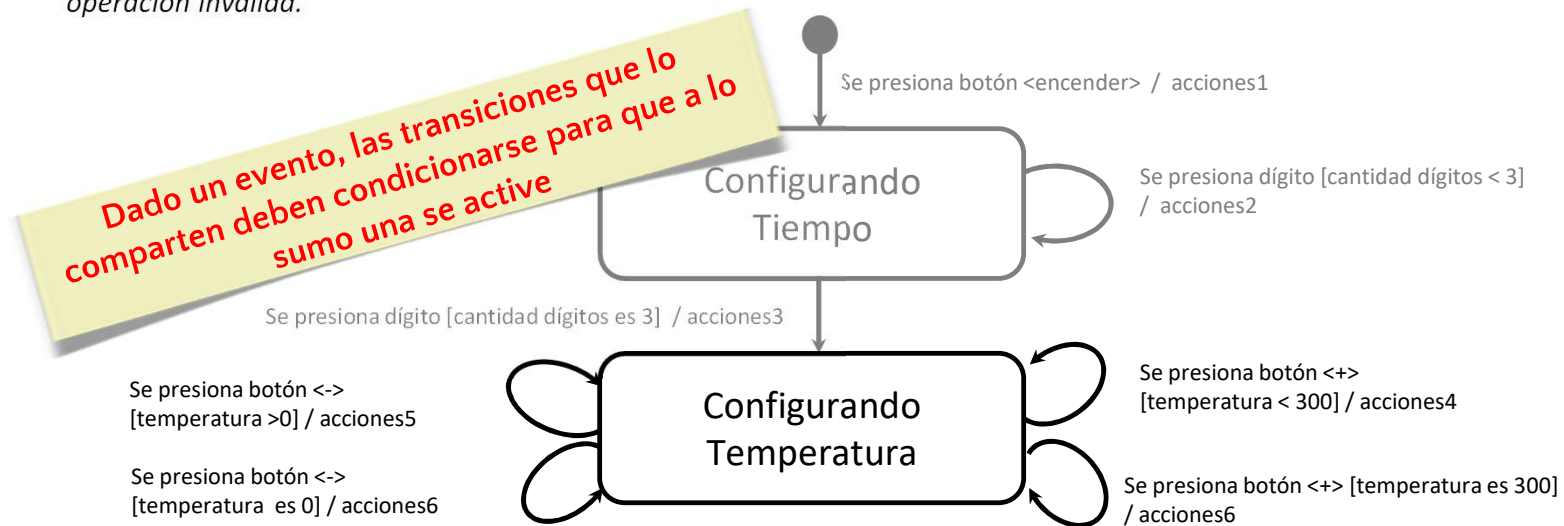 operación inválida.
Se presiona botón <encender> / acciones1
Dado un evento, las transiciones que lo
comparten deben condicionarse para que a lo
sumo una se active
Configurando
Tiempo
Se presiona dígito [cantidad dígitos < 3]
/ acciones2
Se presiona dígito [cantidad dígitos es 3] / acciones3
Se presiona botón <->
[temperatura >0] / acciones5
Configurando
Temperatura
Se presiona botón <+>
[temperatura < 300] / acciones4
Se presiona botón <->
[temperatura es 0] / acciones6
Se presiona botón <+> [temperatura es 300]
/ acciones6